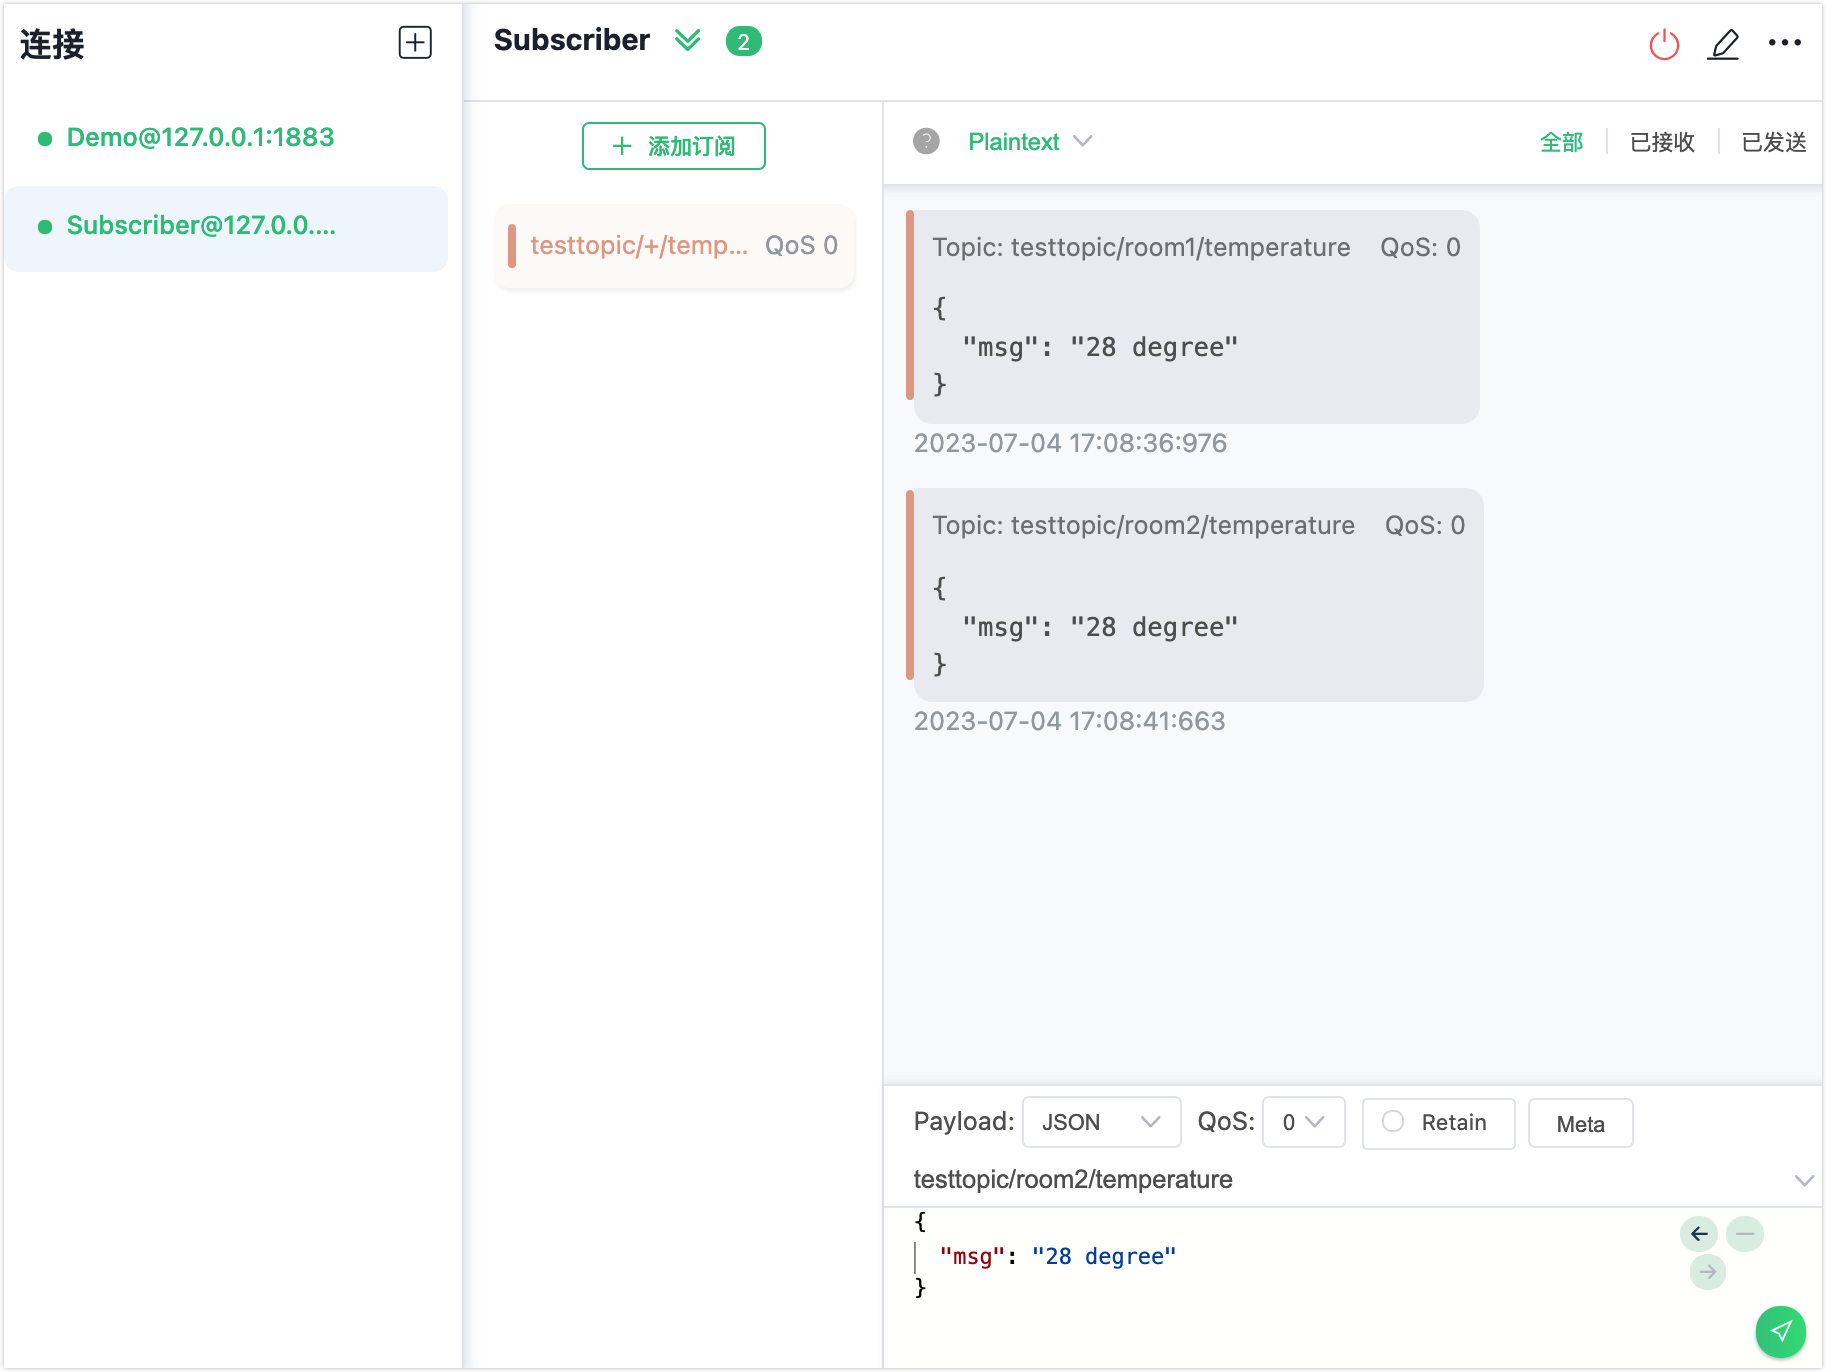 连接
Demo@127.0.0.1:1883
Subscriber@127.0.0....
Subscriber
2
添加订阅
testtopic/+/temp... QoS 0
Plaintext
全部
已接收
已发送
Topic: testtopic/room1/temperature QoS: 0
{
"msg": "28 degree"
}
2023-07-04 17:08:36:976
Topic: testtopic/room2/temperature QoS: 0
{
"msg": "28 degree"
}
2023-07-04 17:08:41:663
Payload: JSON QoS: 0 Retain Meta
testtopic/room2/temperature
{
"msg": "28 degree"
}